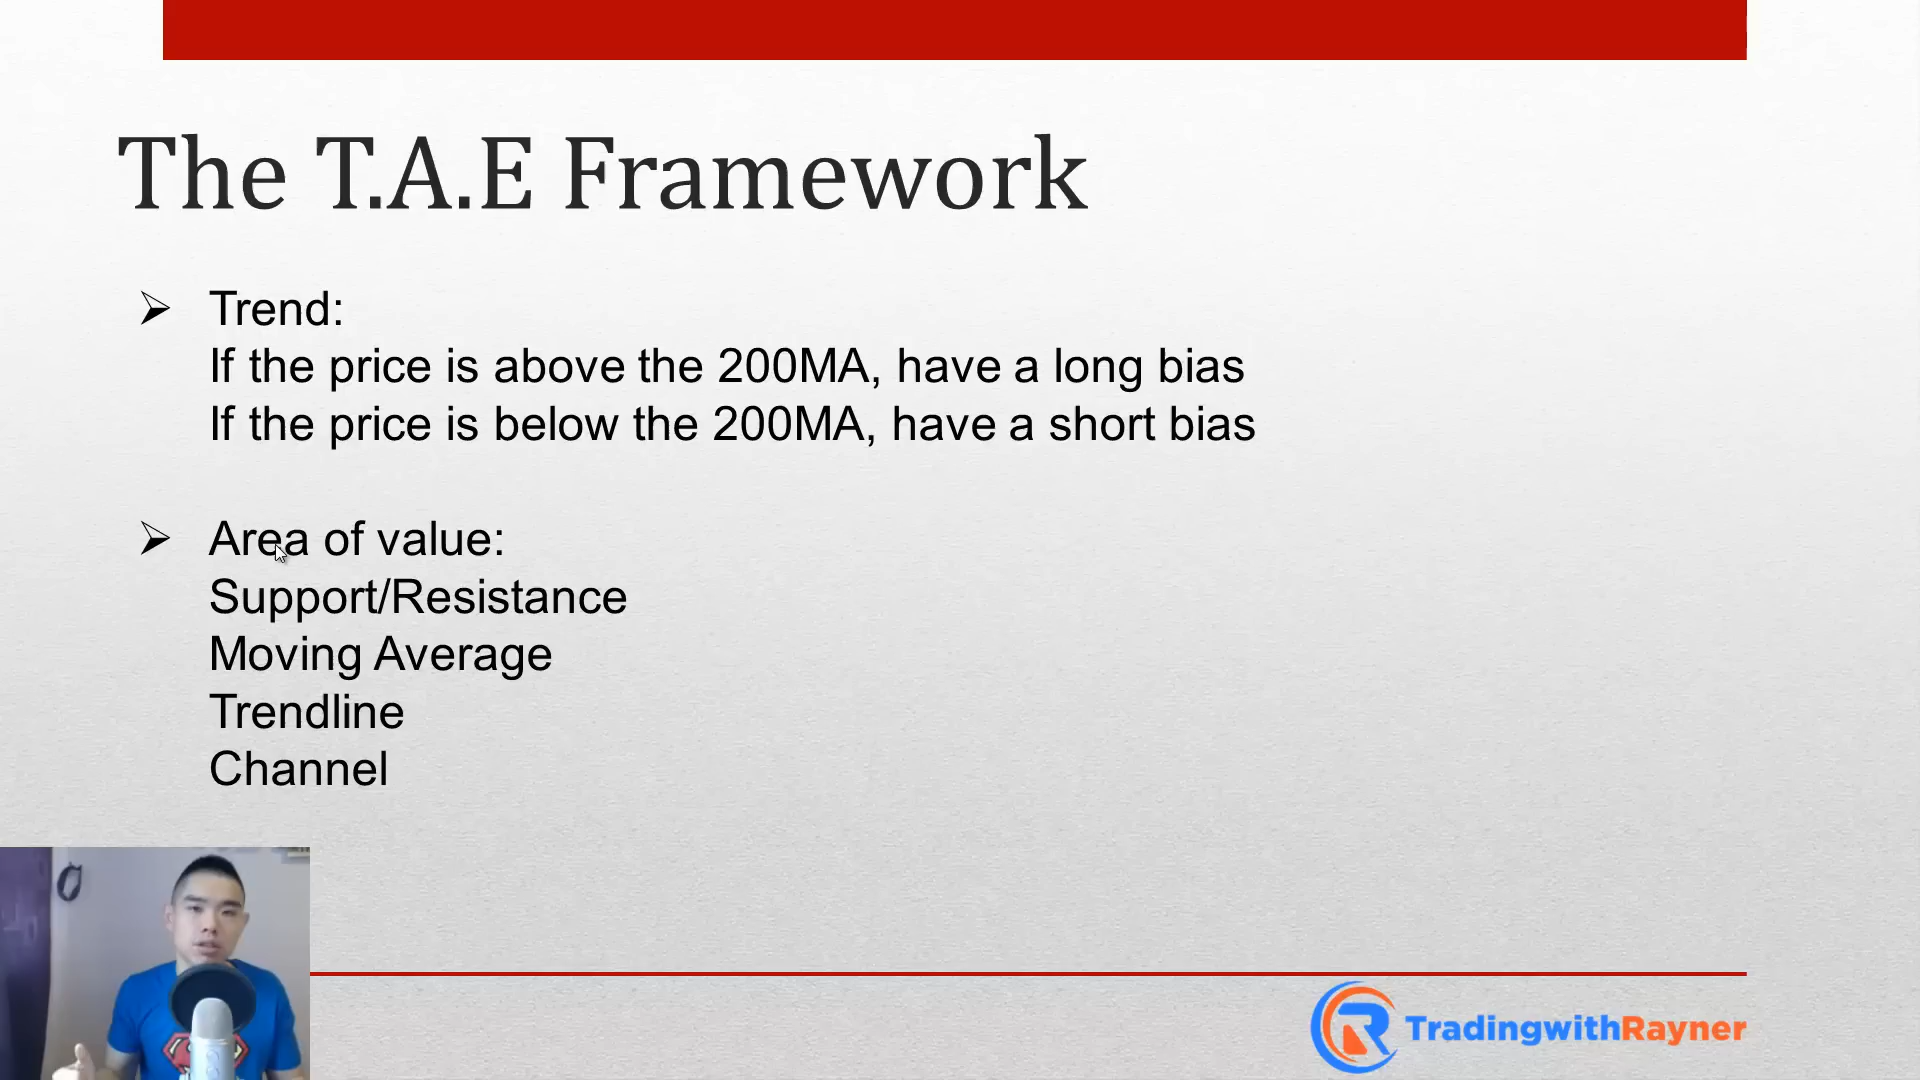 The T.A.E Framework
➢ Trend:
If the price is above the 200MA, have a long bias
If the price is below the 200MA, have a short bias
➢ Area of value:
Support/Resistance
Moving Average
Trendline
Channel
TradingwithRayner